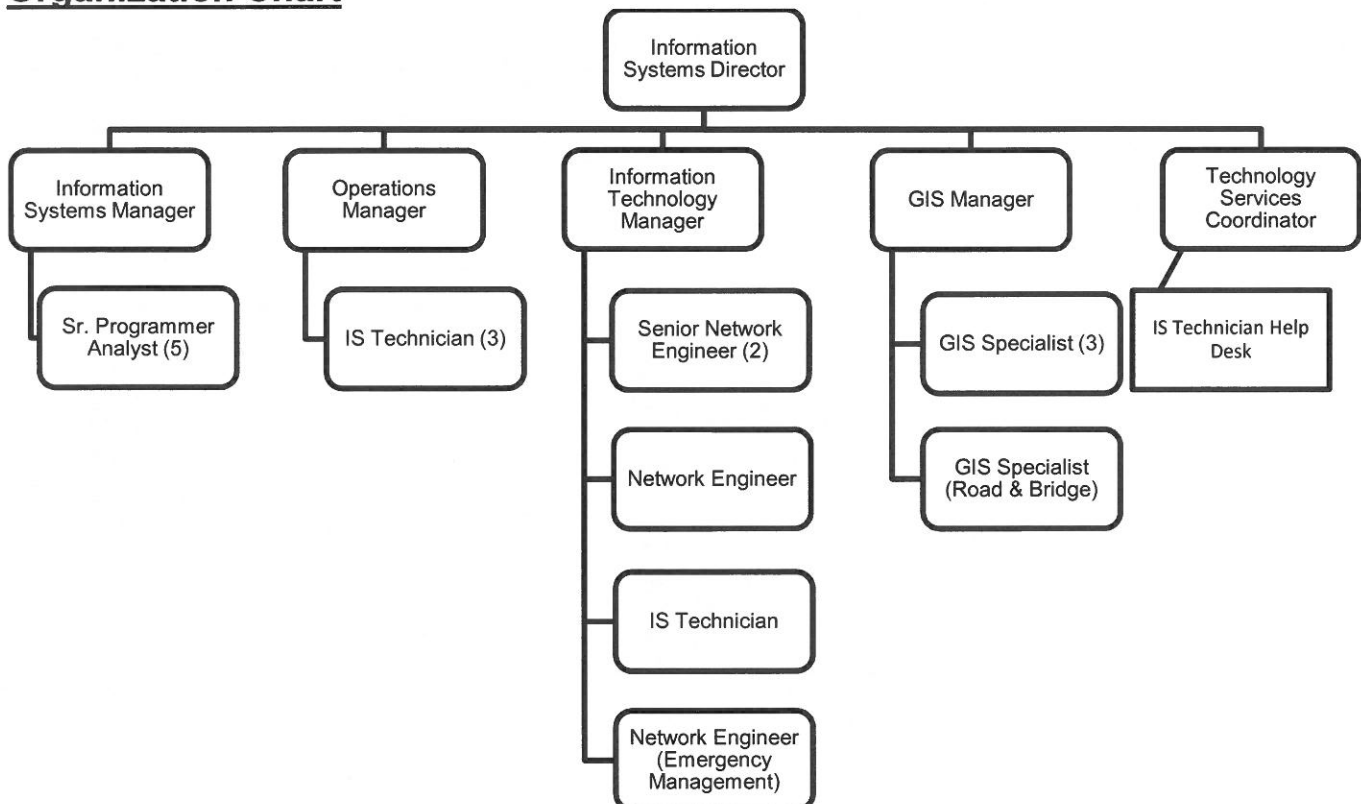 Organization Chart
Information
Systems Director
Information
Systems Manager
Operations
Manager
Information
Technology
Manager
GIS Manager
Technology
Services
Coordinator
Sr. Programmer
Analyst (5)
IS Technician (3)
Senior Network
Engineer (2)
GIS Specialist (3)
IS Technician Help
Desk
Network Engineer
GIS Specialist
(Road & Bridge)
IS Technician
Network Engineer
(Emergency
Management)